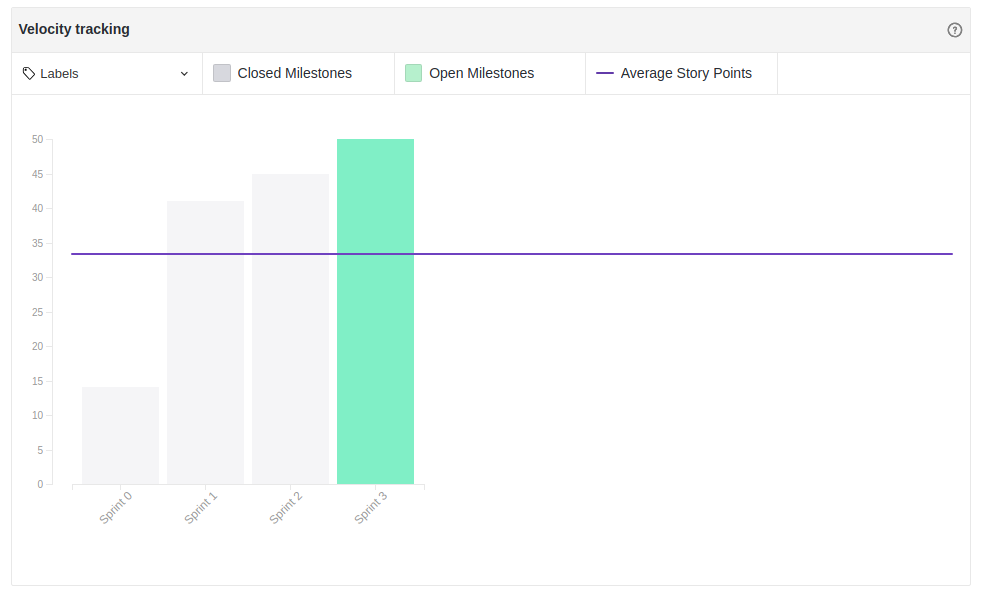 Velocity tracking
Labels
Closed Milestones
Open Milestones
Average Story Points
50
45
40
35
30
25
20
15
10
5
0
Sprint 0
Sprint 1
Sprint 2
Sprint 3